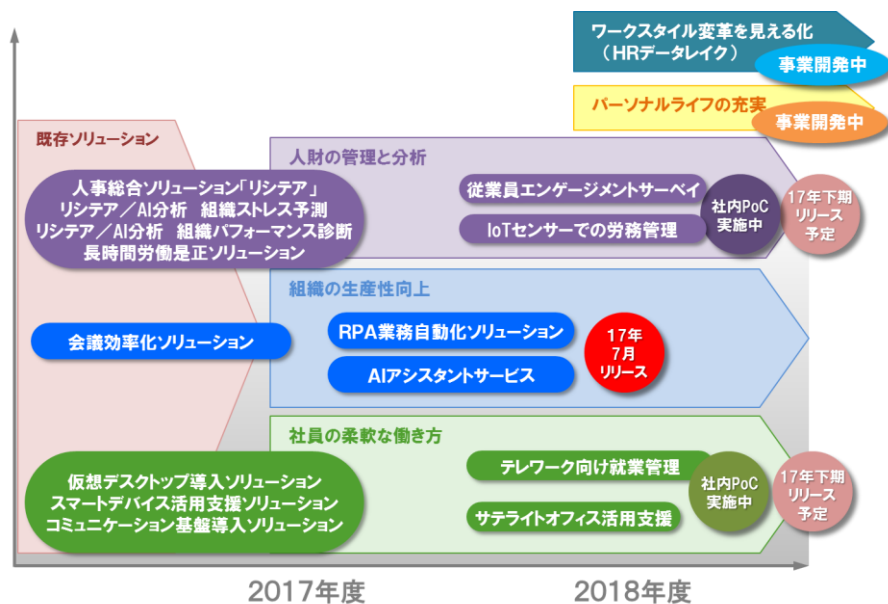 ワークスタイル変革を見える化
（HRデータレイク）
事業開発中
パーソナルライフの充実
事業開発中
既存ソリューション
人財の管理と分析
人事総合ソリューション「リシテア」
リシテア／AI分析 組織ストレス予測
リシテア／AI分析 組織パフォーマンス診断
長時間労働是正ソリューション
従業員エンゲージメントサーベイ
IoTセンサーでの労務管理
社内PoC
実施中
17年下期
リリース
予定
組織の生産性向上
会議効率化ソリューション
RPA業務自動化ソリューション
AIアシスタントサービス
17年
7月
リリース
社員の柔軟な働き方
仮想デスクトップ導入ソリューション
スマートデバイス活用支援ソリューション
コミュニケーション基盤導入ソリューション
テレワーク向け就業管理
サテライトオフィス活用支援
社内PoC
実施中
17年下期
リリース
予定
2017年度
2018年度